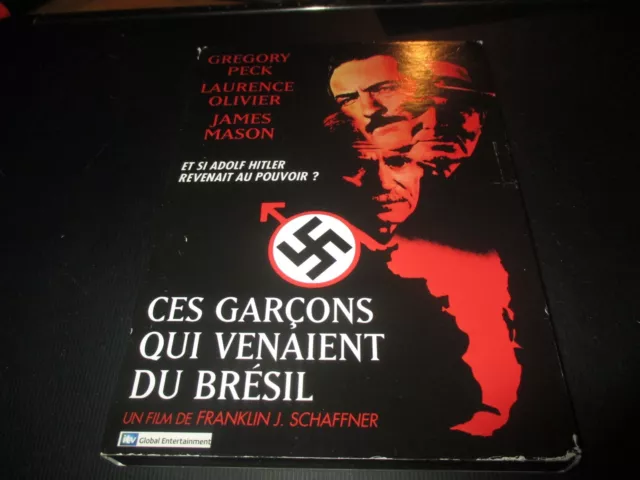 GREGORY
PECK
LAURENCE
OLIVIER
JAMES
MASON
ET SI ADOLF HITLER
REVENAIT AU POUVOIR ?
CES GARÇONS
QUI VENAIENT
DU BRÉSIL
UN FILM DE FRANKLIN J. SCHAFFNER
itv Global Entertainment